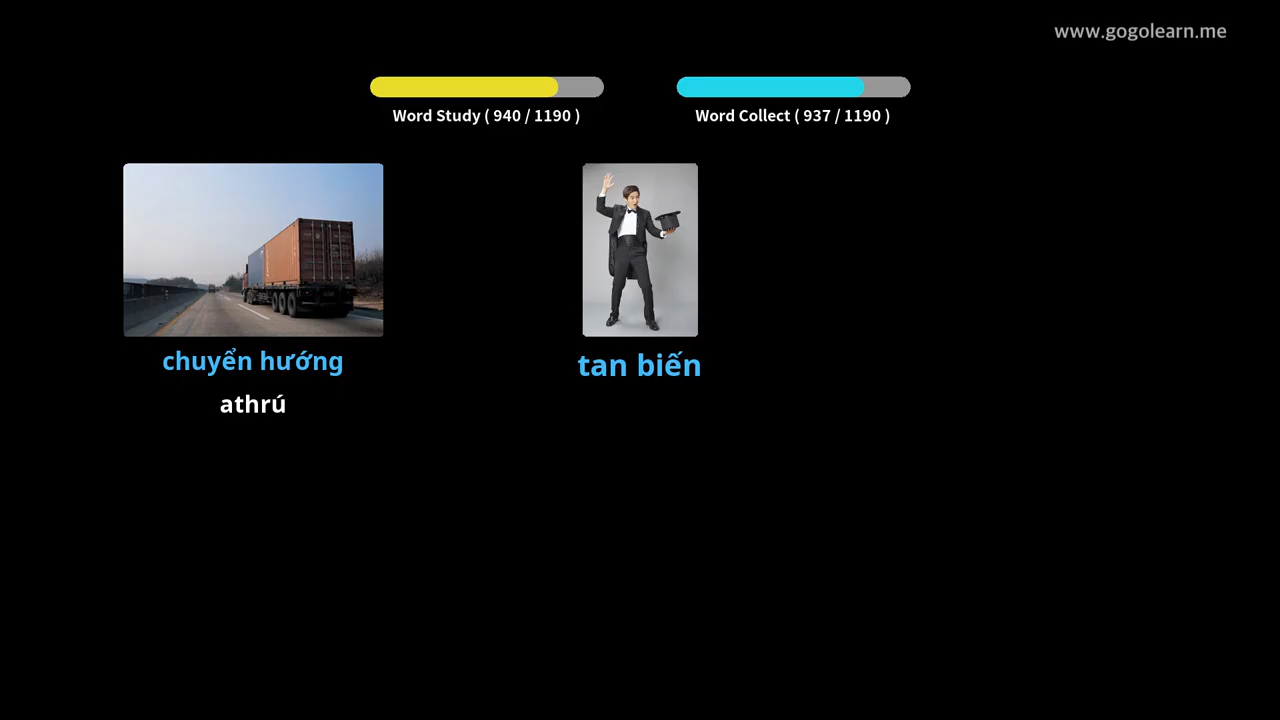 www.gogolearn.me
Word Study ( 940 / 1190 )
Word Collect ( 937 / 1190 )
chuyển hướng
athrú
tan biến